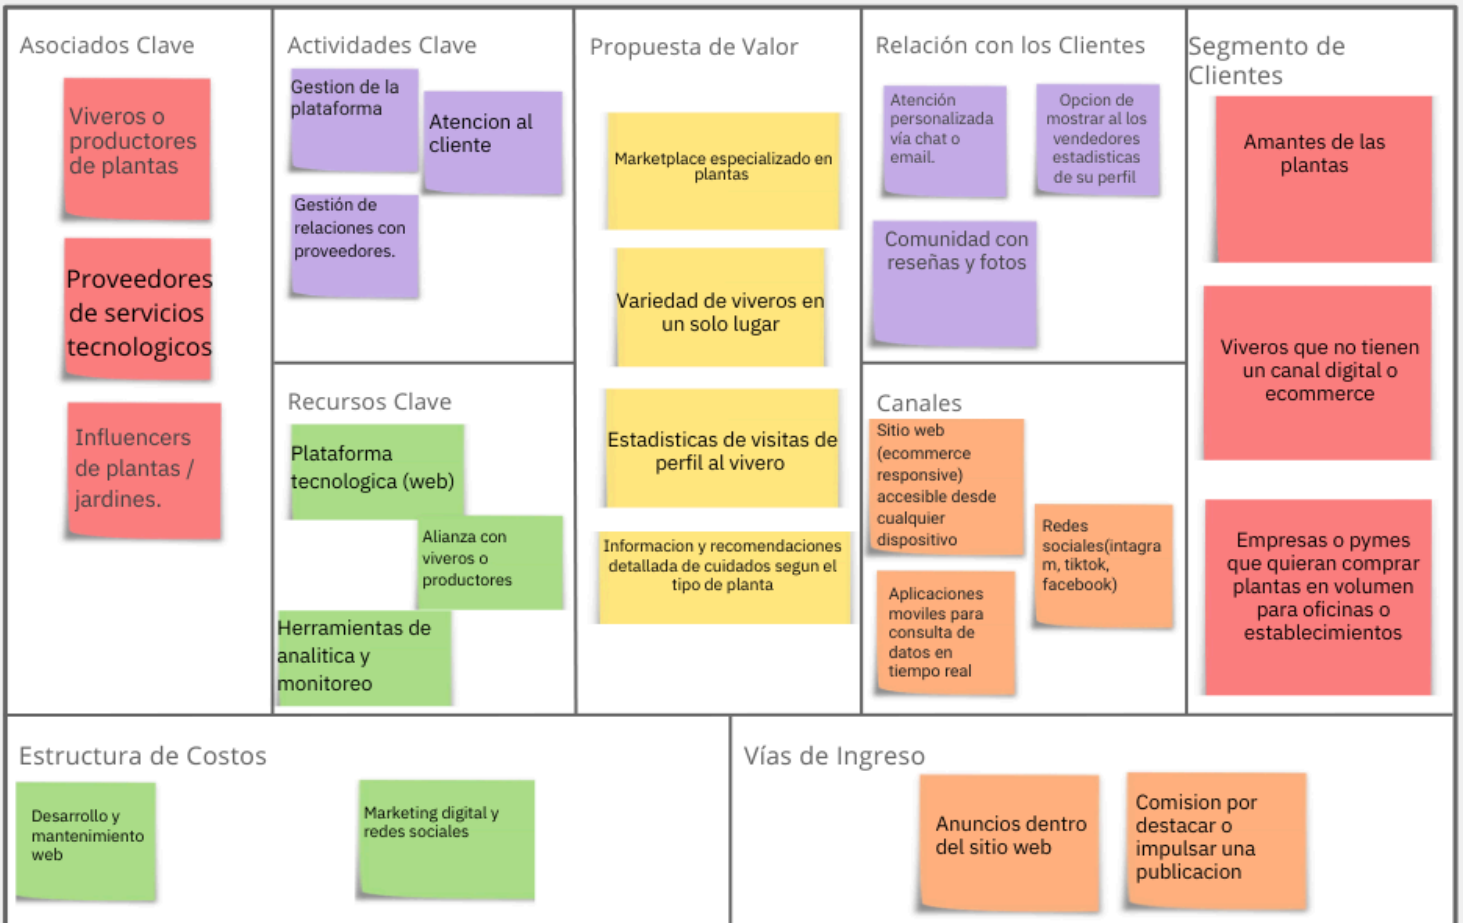 Asociados Clave
Viveros o
productores
de plantas
Proveedores
de servicios
tecnologicos
Influencers
de plantas /
jardines.
Actividades Clave
Gestion de la
plataforma
Atencion al
cliente
Gestión de
relaciones con
proveedores.
Recursos Clave
Plataforma
tecnologica (web)
Alianza con
viveros o
productores
Herramientas de
analitica y
monitoreo
Propuesta de Valor
Marketplace especializado en
plantas
Variedad de viveros en
un solo lugar
Estadisticas de visitas de
perfil al vivero
Informacion y recomendaciones
detallada de cuidados segun el
tipo de planta
Relación con los Clientes
Atención
personalizada
vía chat o
email.
Opcion de
mostrar al los
vendedores
estadisticas
de su perfil
Comunidad con
reseñas y fotos
Canales
Sitio web
(ecommerce
responsive)
accesible desde
cualquier
dispositivo
Redes
sociales(intagra
m, tiktok,
facebook)
Aplicaciones
moviles para
consulta de
datos en
tiempo real
Segmento de
Clientes
Amantes de las
plantas
Viveros que no tienen
un canal digital o
ecommerce
Empresas o pymes
que quieran comprar
plantas en volumen
para oficinas o
establecimientos
Estructura de Costos
Desarrollo y
mantenimiento
web
Marketing digital y
redes sociales
Vías de Ingreso
Anuncios dentro
del sitio web
Comision por
destacar o
impulsar una
publicacion